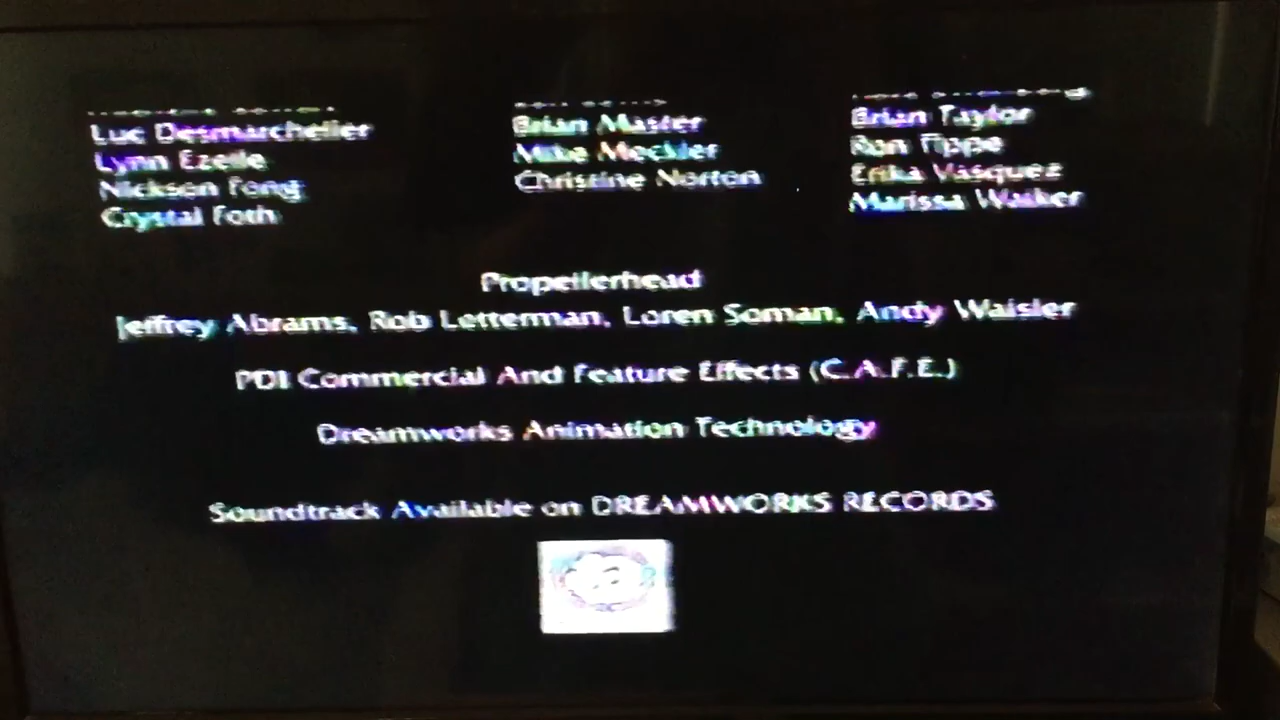 Luc Desmarchelier
Brian Master
Brian Taylor
Lynn Ezelle
Mike Meckler
Ron Tippe
Nickson Fong
Christine Norton
Erika Vasquez
Crystal Foth
Marissa Walker
Propellerhead
Jeffrey Abrams, Rob Letterman, Loren Soman, Andy Waisler
PDI Commercial And Feature Effects (C.A.F.E.)
Dreamworks Animation Technology
Soundtrack Available on DREAMWORKS RECORDS